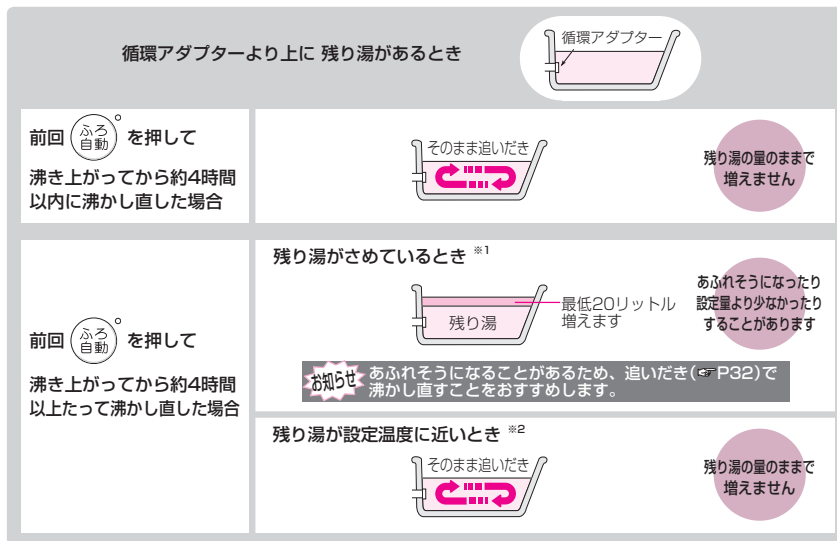 循環アダプターより上に 残り湯があるとき
循環アダプター
前回 ふろ自動 を押して
沸き上がってから約4時間
以内に沸かし直した場合
そのまま追いだき
残り湯の量のままで
増えません
前回 ふろ自動 を押して
沸き上がってから約4時間
以上たって沸かし直した場合
残り湯がさめているとき ※1
残り湯
最低20リットル
増えます
あふれそうになったり
設定量より少なかったり
することがあります
お知らせ あふれそうになることがあるため、追いだき(☞P32)で
沸かし直すことをおすすめします。
残り湯が設定温度に近いとき ※2
そのまま追いだき
残り湯の量のままで
増えません